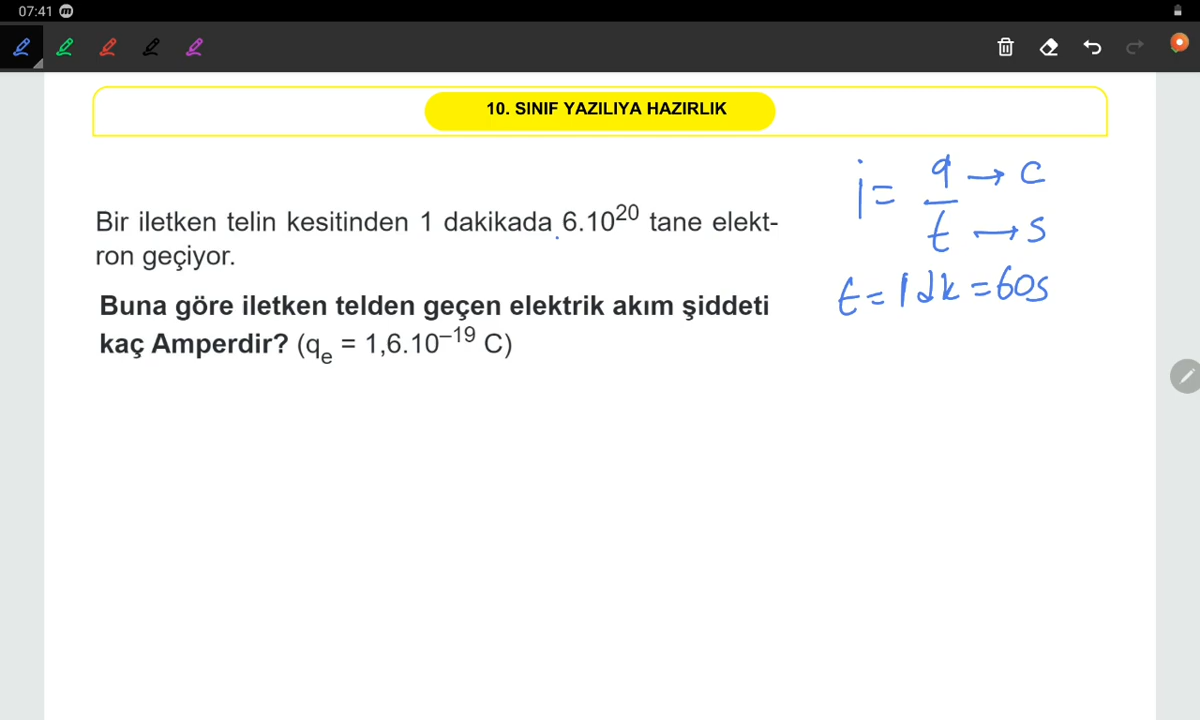 07:41
10. SINIF YAZILIYA HAZIRLIK
i = q/t → C
→ s
Bir iletken telin kesitinden 1 dakikada 6.10²⁰ tane elekt-
ron geçiyor.
t = 1dk = 60s
Buna göre iletken telden geçen elektrik akım şiddeti
kaç Amperdir? (qₑ = 1,6.10⁻¹⁹ C)